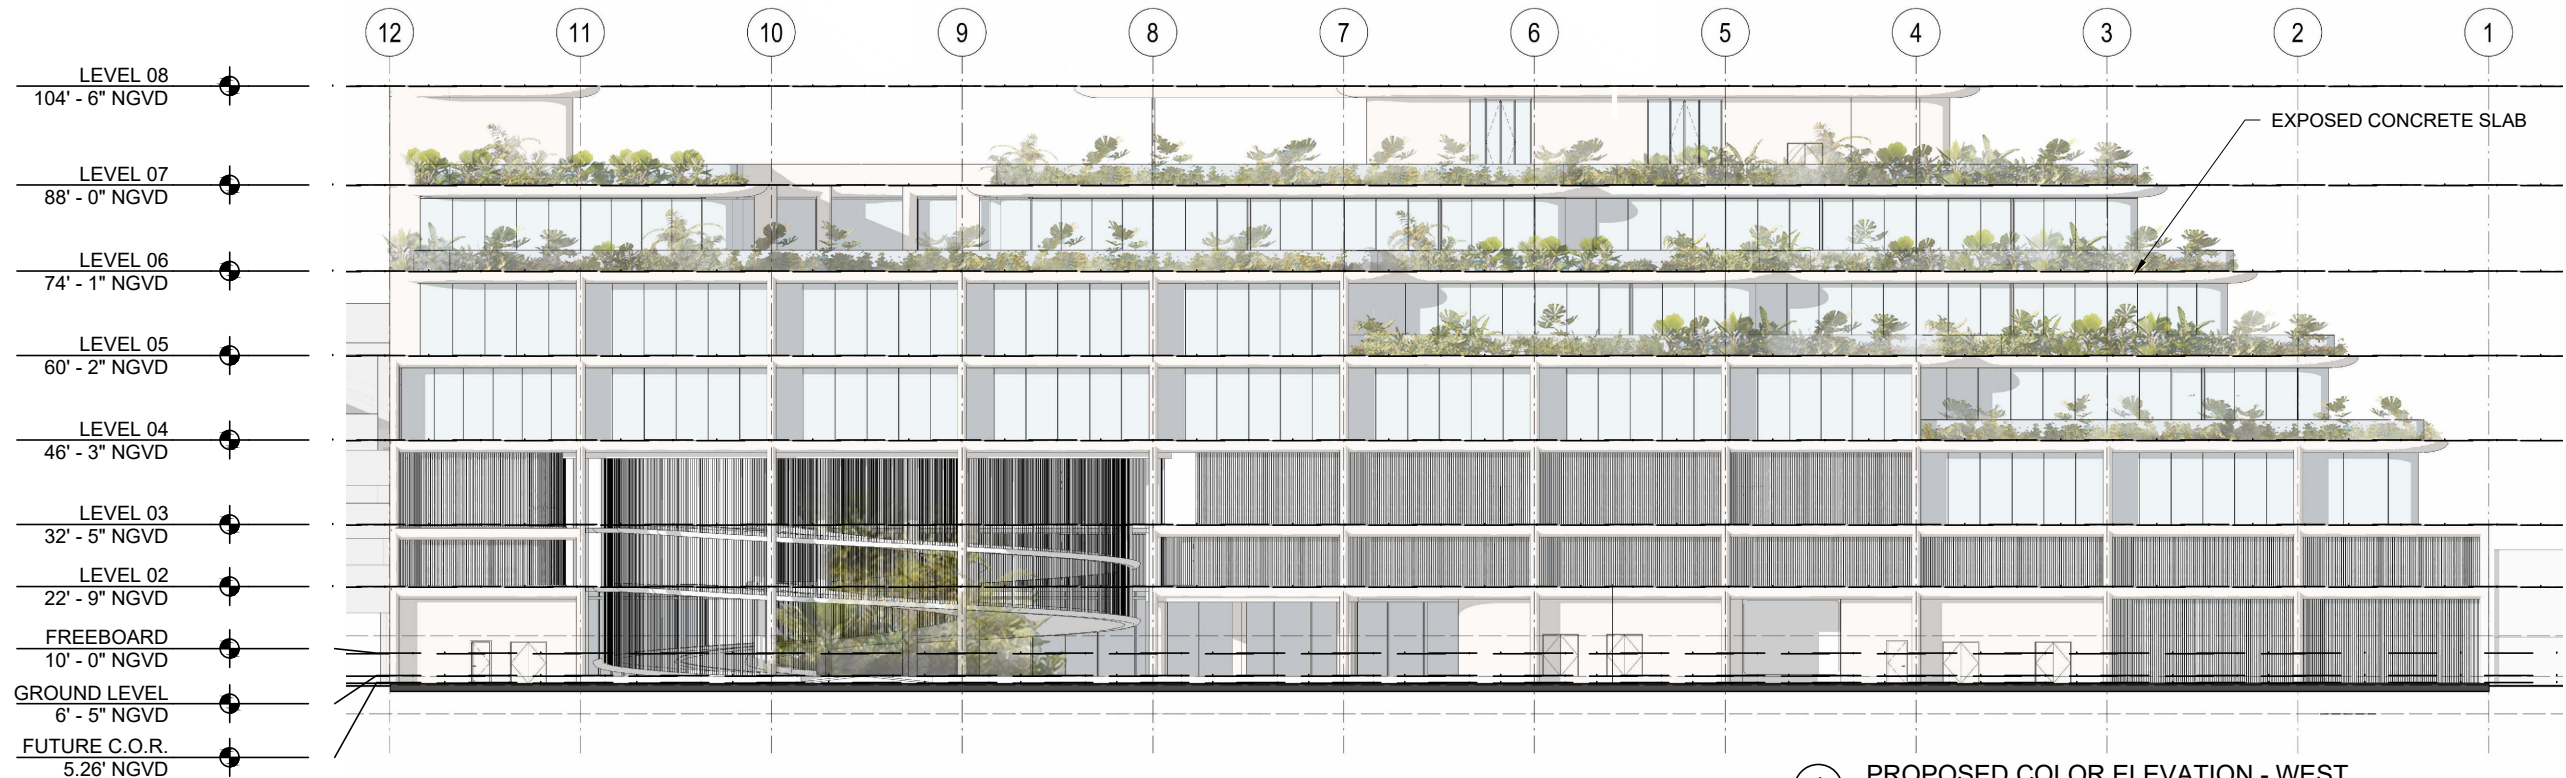 12 11 10 9 8 7 6 5 4 3 2 1
LEVEL 08
104' - 6" NGVD
EXPOSED CONCRETE SLAB
LEVEL 07
88' - 0" NGVD
LEVEL 06
74' - 1" NGVD
LEVEL 05
60' - 2" NGVD
LEVEL 04
46' - 3" NGVD
LEVEL 03
32' - 5" NGVD
LEVEL 02
22' - 9" NGVD
FREEBOARD
10' - 0" NGVD
GROUND LEVEL
6' - 5" NGVD
FUTURE C.O.R.
5.26' NGVD
PROPOSED COLOR ELEVATION - WEST